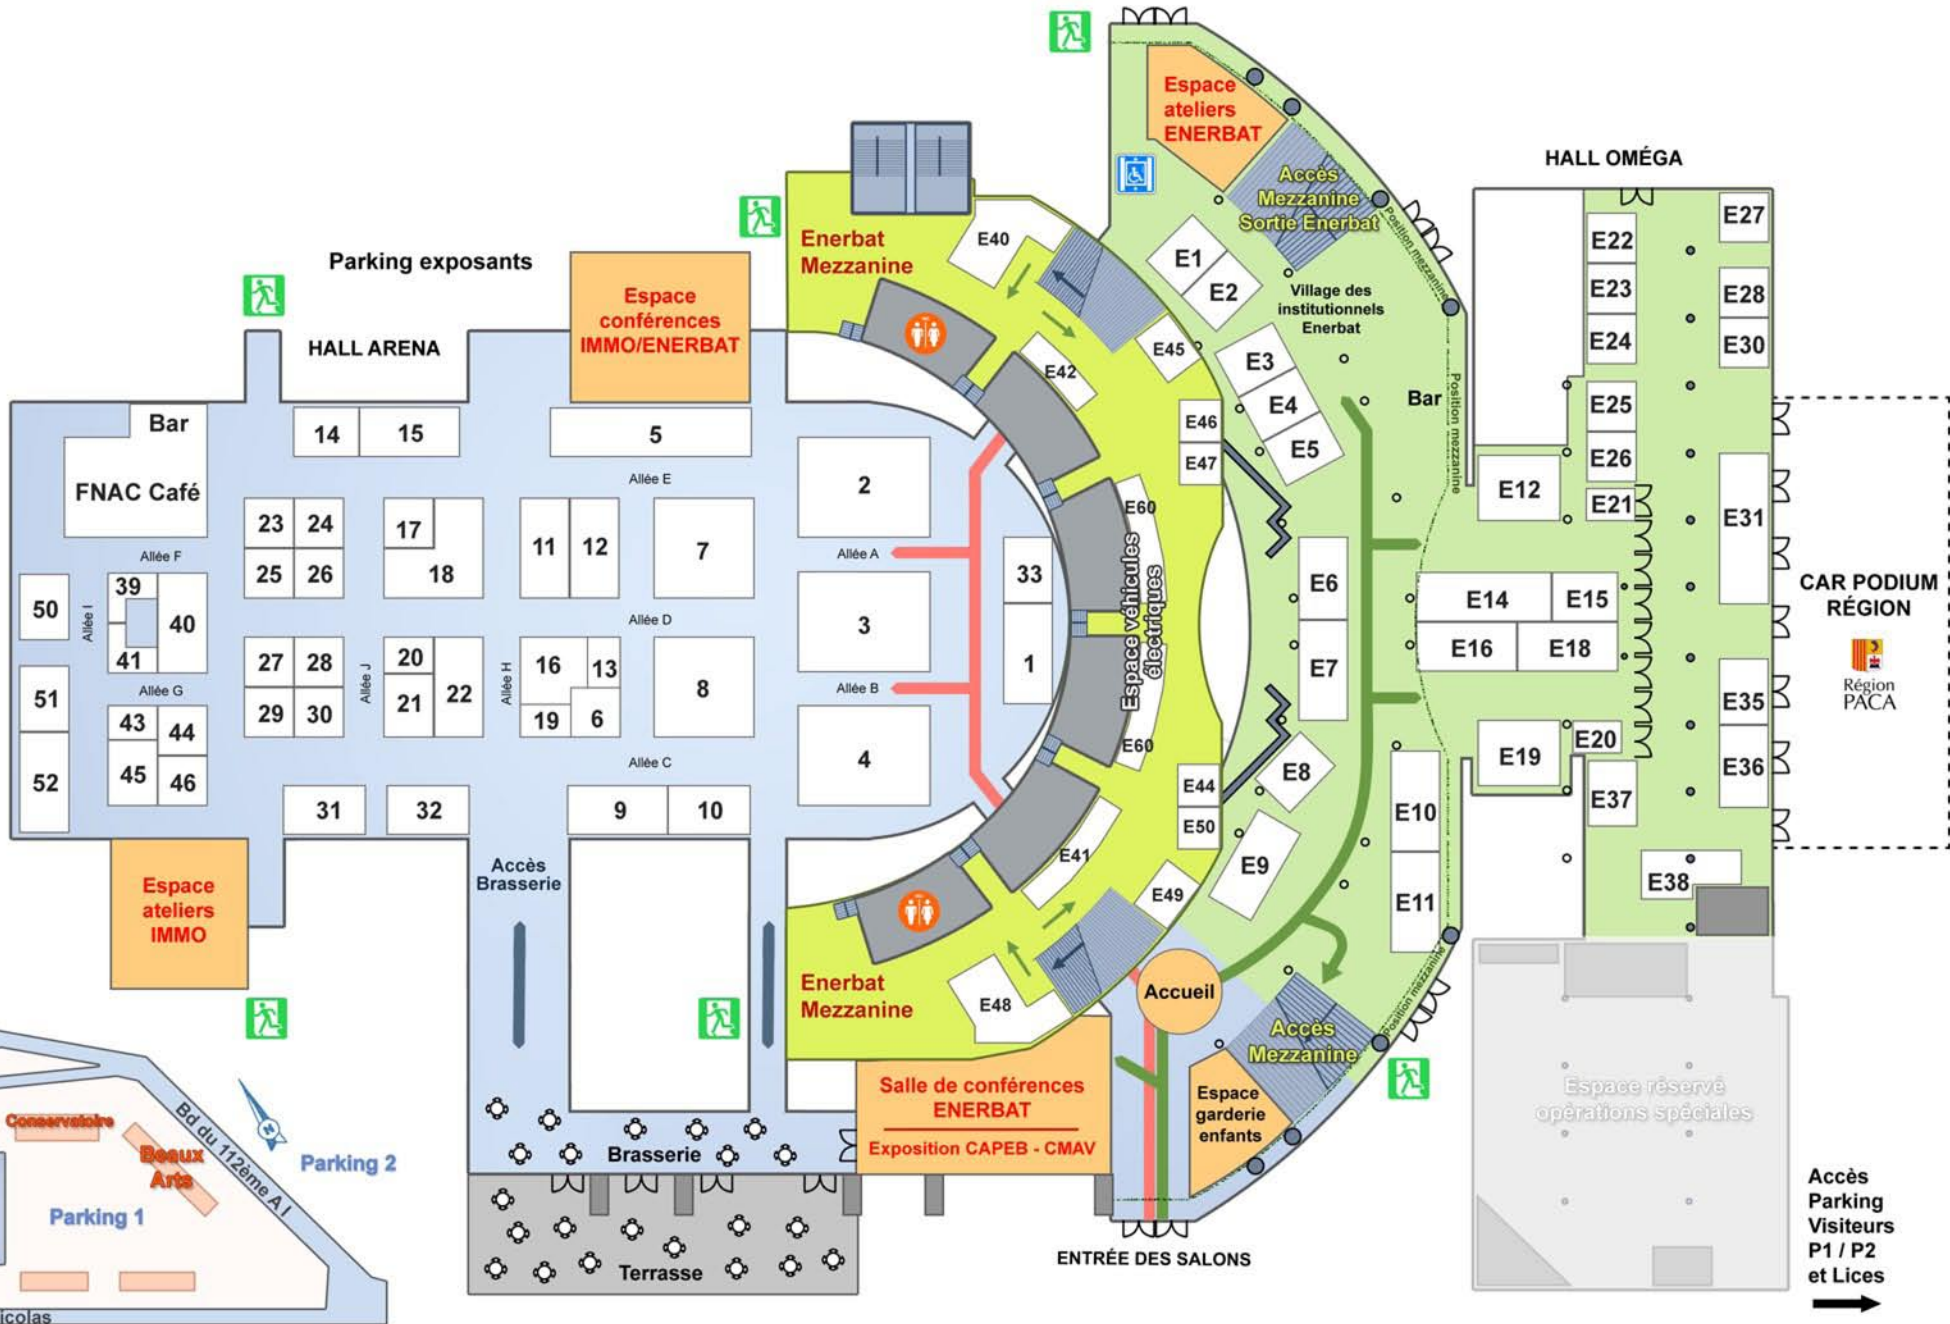 HALL OMÉGA
Parking exposants
HALL ARENA
Espace
conférences
IMMO/ENERBAT
Enerbat
Mezzanine
Espace
ateliers
ENERBAT
Accès
Mezzanine
Sortie Enerbat
Position mezzanine
Position mezzanine
Village des
institutionnels
Enerbat
Bar
E40
E42
E45
E46
E47
E60
Espace véhicules
électriques
E60
E44
E50
E41
E49
E48
E1
E2
E3
E4
E5
E6
E7
E8
E9
E10
E11
E12
E14
E15
E16
E18
E19
E20
E21
E22
E23
E24
E25
E26
E27
E28
E30
E31
E35
E36
E37
E38
CAR PODIUM
RÉGION
Région
PACA
Bar
FNAC Café
14
15
5
Allée E
2
23
24
25
26
17
18
11
12
7
Allée A
33
Allée F
50
39
40
41
Allée I
Allée D
3
1
27
28
29
30
Allée J
20
21
22
Allée H
16
13
19
6
8
Allée B
51
52
Allée G
43
44
45
46
Allée C
4
31
32
9
10
Espace
ateliers
IMMO
Accès
Brasserie
Enerbat
Mezzanine
Accueil
Accès
Mezzanine
Position mezzanine
Espace
garderie
enfants
Salle de conférences
ENERBAT
Exposition CAPEB - CMAV
Brasserie
Terrasse
ENTRÉE DES SALONS
Espace réservé
opérations spéciales
Accès
Parking
Visiteurs
P1 / P2
et Lices
Conservatoire
Beaux
Arts
Bd du 112ème A I
N
Parking 2
Parking 1
icolas